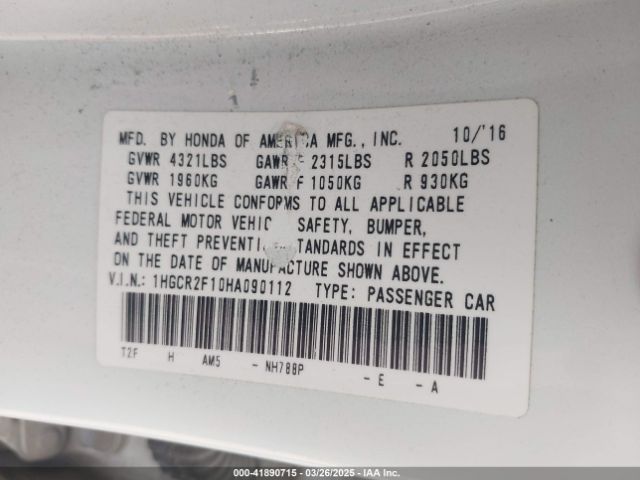 MFD. BY HONDA OF AMERICA MFG., INC. 10/'16
GVWR 4321LBS GAWR F 2315LBS R 2050LBS
GVWR 1960KG GAWR F 1050KG R 930KG
THIS VEHICLE CONFORMS TO ALL APPLICABLE
FEDERAL MOTOR VEHIC SAFETY, BUMPER,
AND THEFT PREVENTI TANDARDS IN EFFECT
ON THE DATE OF MANUFACTURE SHOWN ABOVE.
V.I.N.: 1HGCR2F10HA090112 TYPE: PASSENGER CAR
T2F H AM5 - NH788P - E - A
000-41890715 - 03/26/2025 - IAA Inc.